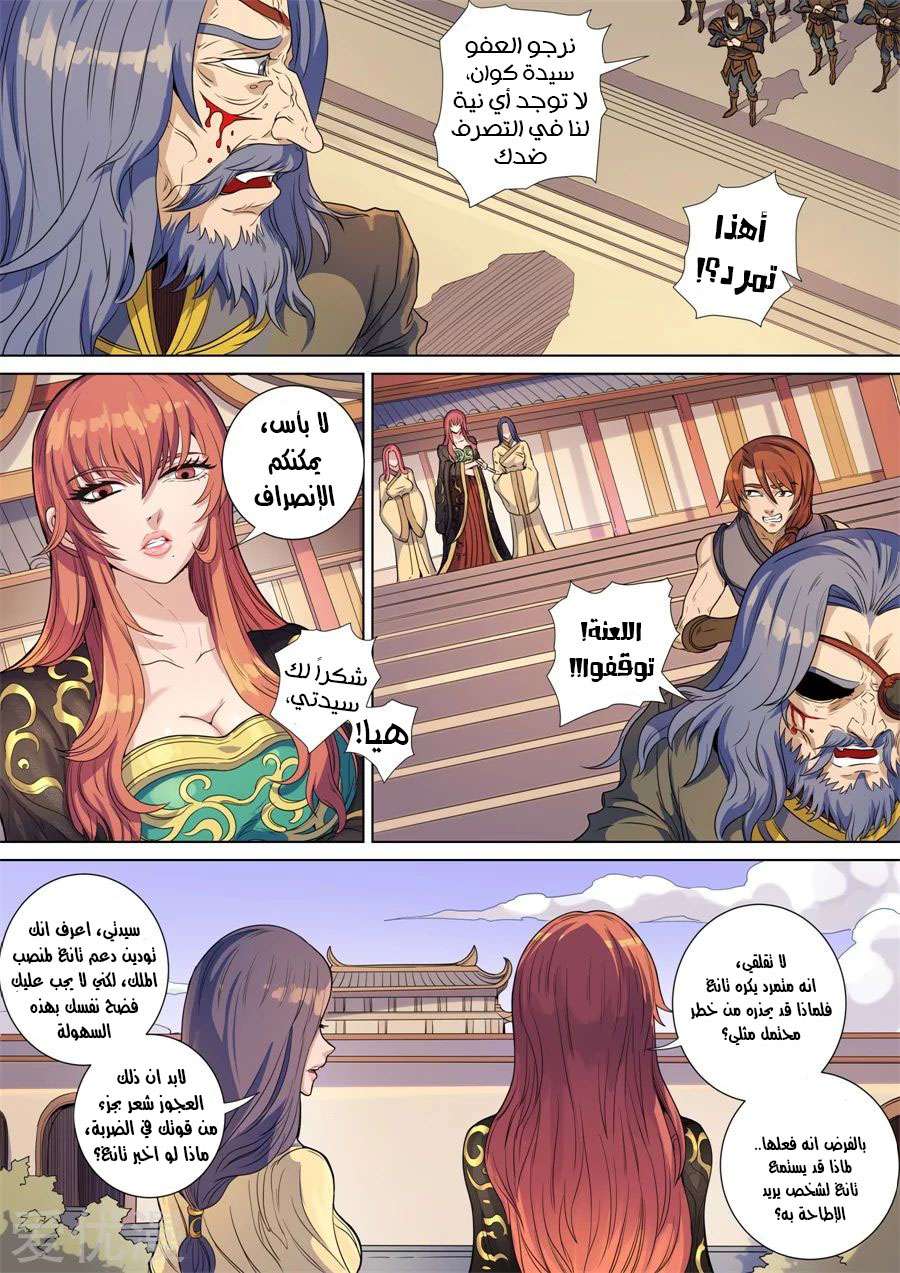 أهذا
تمرد؟!
نرجو العفو
سيدة كوان،
لا توجد أي نية
لنا في التصرف
ضدك
اللعنة!
توقفوا!!!
لا بأس،
يمكنكم
الإنصراف
شكراً لك
سيدتي،
هيا!
لا تقلقي،
انه متمرد يكره تانغ
فلماذا قد يحذره من خطر
محتمل مثلي؟
بالفرض انه فعلها..
لماذا قد يستمع
تانغ لشخص يريد
الإطاحة به؟
سيدتي، اعرف انك
تودين دعم تانغ لمنصب
الملك، لكني لا يجب عليك
فضح نفسك بهذه
السهولة
لابد ان ذلك
العجوز شعر بجزء
من قوتك في الضربة،
ماذا لو اخبر تانغ؟
爱优漫